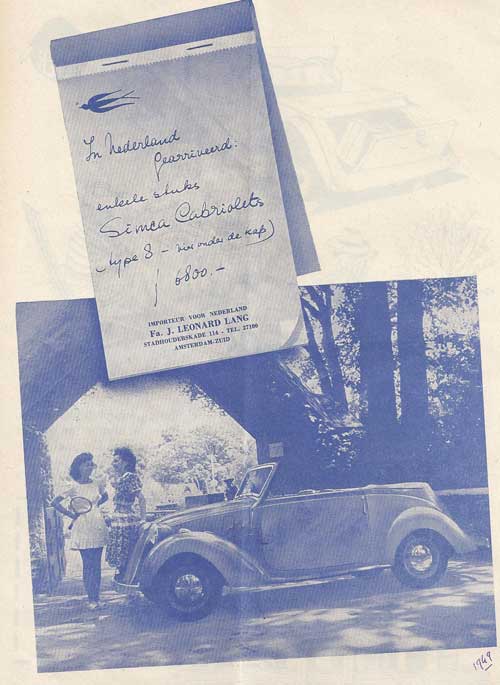 In Nederland
Gearriveerd:
enkele stuks
Simca Cabriolets
(type 8 - vier onder de kap)
f 6800.-
IMPORTEUR VOOR NEDERLAND
Fa. J. LEONARD LANG
STADHOUDERSKADE 114 - TEL. 27100
AMSTERDAM-ZUID
1949